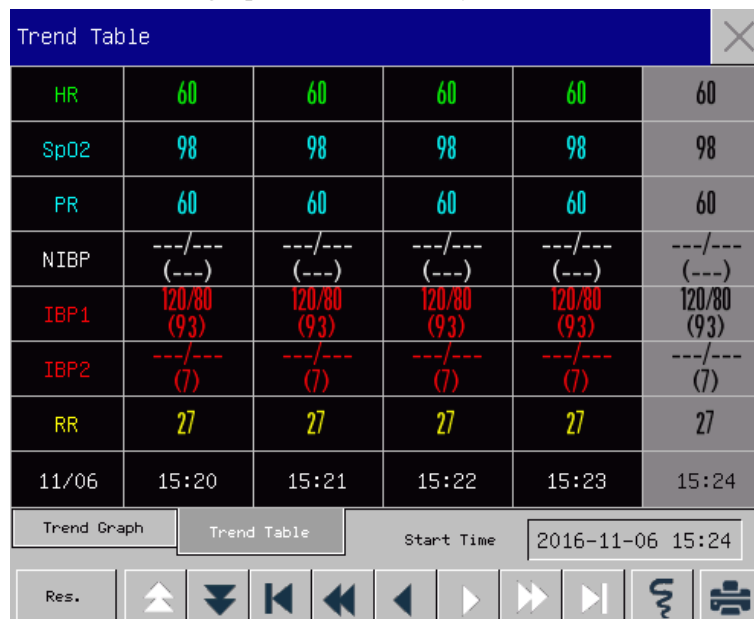 Trend Table
HR 60 60 60 60 60
SpO2 98 98 98 98 98
PR 60 60 60 60 60
NIBP ---/--- ---/--- ---/--- ---/--- ---/---
(---) (---) (---) (---) (---)
IBP1 120/80 120/80 120/80 120/80 120/80
(93) (93) (93) (93) (93)
IBP2 ---/--- ---/--- ---/--- ---/--- ---/---
(7) (7) (7) (7) (7)
RR 27 27 27 27 27
11/06 15:20 15:21 15:22 15:23 15:24
Trend Graph Trend Table Start Time 2016-11-06 15:24
Res.